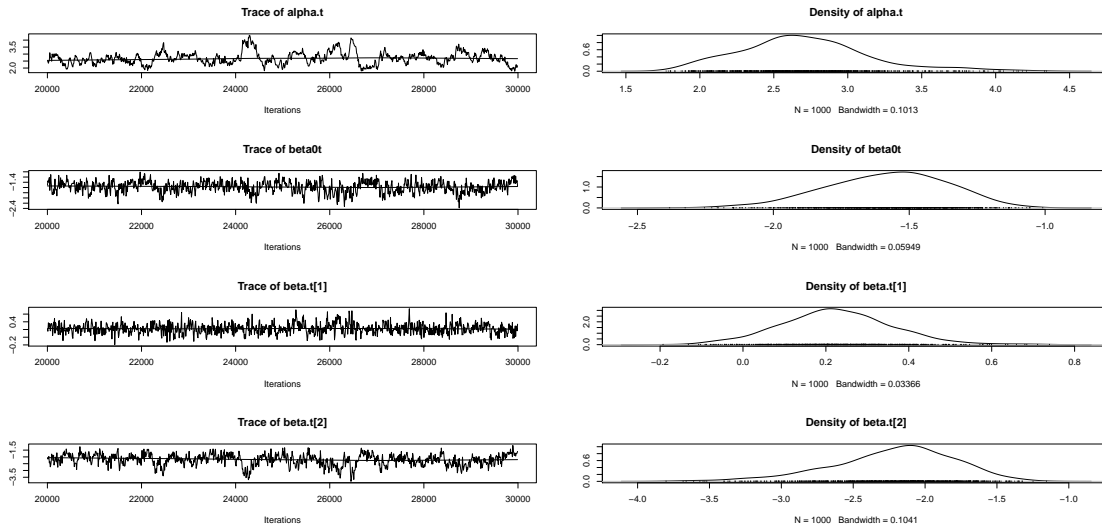 Trace of alpha.t
2.0 3.5
20000 22000 24000 26000 28000 30000
Iterations
Density of alpha.t
0.0 0.6
1.5 2.0 2.5 3.0 3.5 4.0 4.5
N = 1000 Bandwidth = 0.1013
Trace of beta0t
−2.4 −1.4
20000 22000 24000 26000 28000 30000
Iterations
Density of beta0t
0.0 1.0
−2.5 −2.0 −1.5 −1.0
N = 1000 Bandwidth = 0.05949
Trace of beta.t[1]
−0.2 0.4
20000 22000 24000 26000 28000 30000
Iterations
Density of beta.t[1]
0.0 2.0
−0.2 0.0 0.2 0.4 0.6 0.8
N = 1000 Bandwidth = 0.03366
Trace of beta.t[2]
−3.5 −1.5
20000 22000 24000 26000 28000 30000
Iterations
Density of beta.t[2]
0.0 0.6
−4.0 −3.5 −3.0 −2.5 −2.0 −1.5 −1.0
N = 1000 Bandwidth = 0.1041